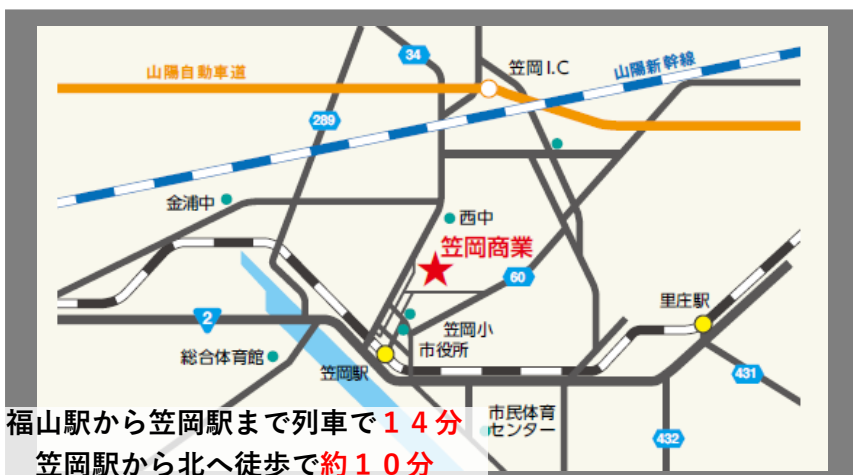 34
笠岡I.C
山陽新幹線
山陽自動車道
289
金浦中
西中
笠岡商業
60
里庄駅
2
笠岡小
市役所
総合体育館
笠岡駅
431
市民体育
センター
432
福山駅から笠岡駅まで列車で１４分
笠岡駅から北へ徒歩で約１０分